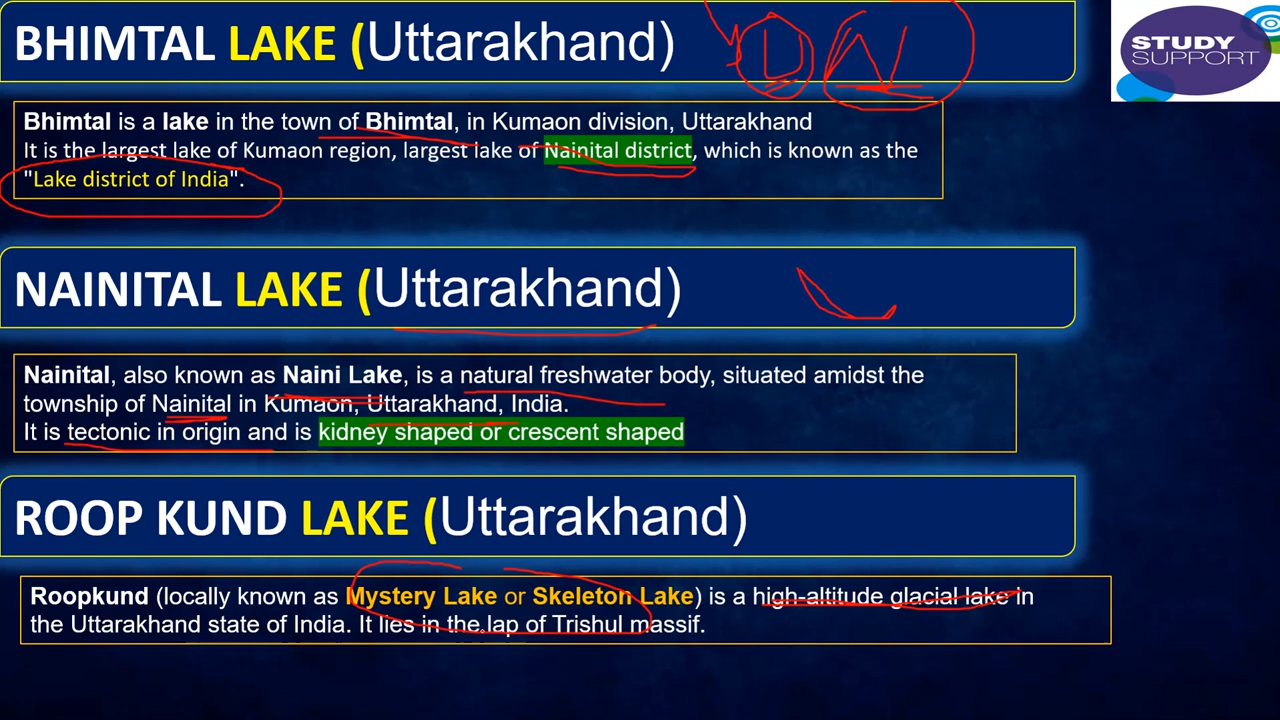 BHIMTAL LAKE (Uttarakhand)
U N
STUDY
SUPPORT
Bhimtal is a lake in the town of Bhimtal, in Kumaon division, Uttarakhand
It is the largest lake of Kumaon region, largest lake of Nainital district, which is known as the
"Lake district of India".
NAINITAL LAKE (Uttarakhand)
Nainital, also known as Naini Lake, is a natural freshwater body, situated amidst the
township of Nainital in Kumaon, Uttarakhand, India.
It is tectonic in origin and is kidney shaped or crescent shaped
ROOP KUND LAKE (Uttarakhand)
Roopkund (locally known as Mystery Lake or Skeleton Lake) is a high-altitude glacial lake in
the Uttarakhand state of India. It lies in the lap of Trishul massif.